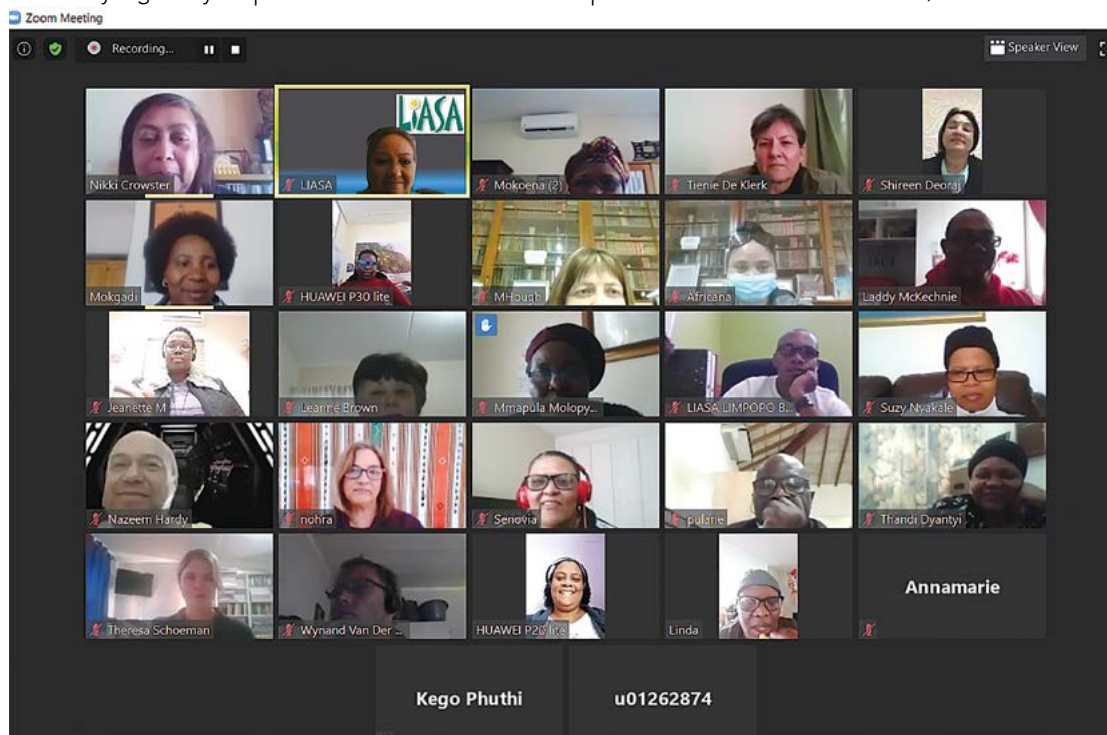 Zoom Meeting
Recording...
Speaker View
LiASA
Nikki Crowster
LIASA
Mokoena (2)
Tienie De Klerk
Shireen Deoraj
Mokgadi
HUAWEI P30 lite
MHough
Africana
Laddy McKechnie
Jeanette M
Leanne Brown
Mmapula Molopy...
LIASA LIMPOPO B...
Suzy Nyakale
Nazeem Hardy
nohra
Senovia
pulane
Thandi Dyantyi
Theresa Schoeman
Wynand Van Der ...
HUAWEI P20 lite
Linda
Annamarie
Kego Phuthi
u01262874